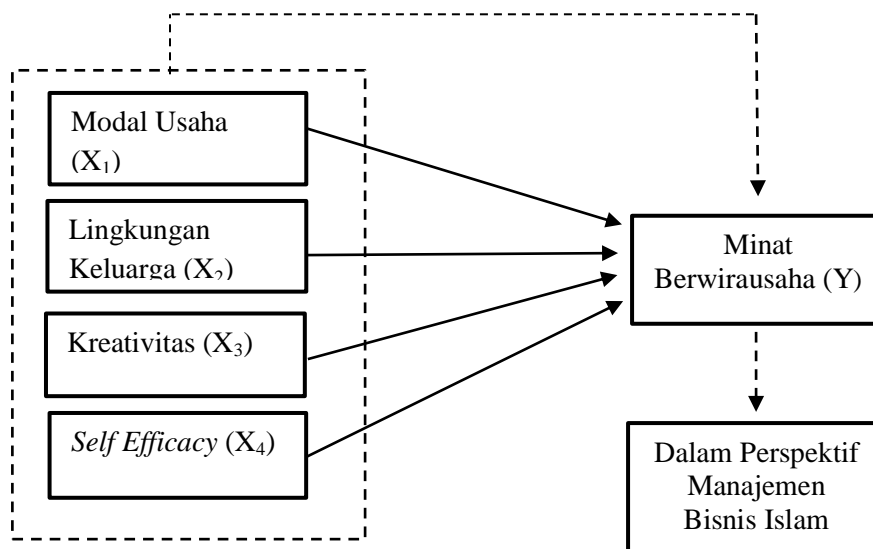 Modal Usaha
(X₁)
Lingkungan
Keluarga (X₂)
Kreativitas (X₃)
Self Efficacy (X₄)
Minat
Berwirausaha (Y)
Dalam Perspektif
Manajemen
Bisnis Islam